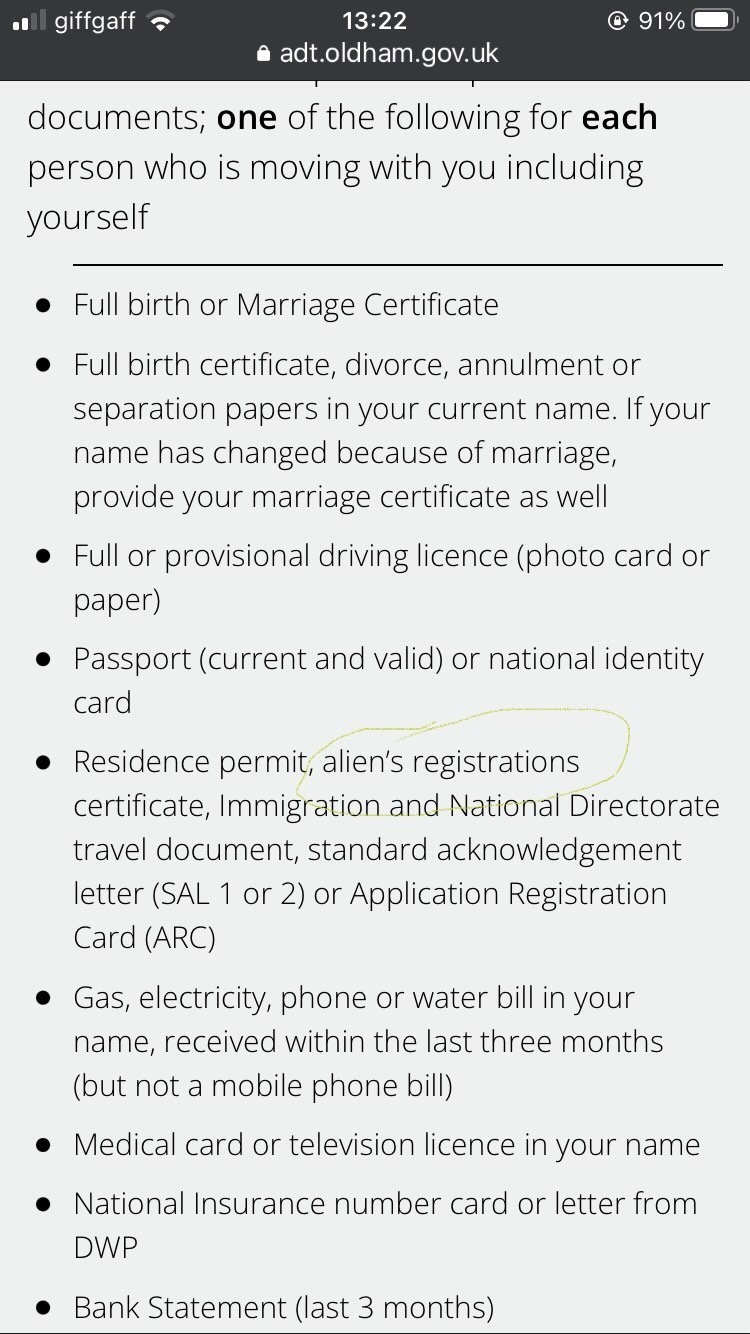 giffgaff 13:22 91%
adt.oldham.gov.uk
documents; one of the following for each
person who is moving with you including
yourself
• Full birth or Marriage Certificate
• Full birth certificate, divorce, annulment or
separation papers in your current name. If your
name has changed because of marriage,
provide your marriage certificate as well
• Full or provisional driving licence (photo card or
paper)
• Passport (current and valid) or national identity
card
• Residence permit, alien’s registrations
certificate, Immigration and National Directorate
travel document, standard acknowledgement
letter (SAL 1 or 2) or Application Registration
Card (ARC)
• Gas, electricity, phone or water bill in your
name, received within the last three months
(but not a mobile phone bill)
• Medical card or television licence in your name
• National Insurance number card or letter from
DWP
• Bank Statement (last 3 months)